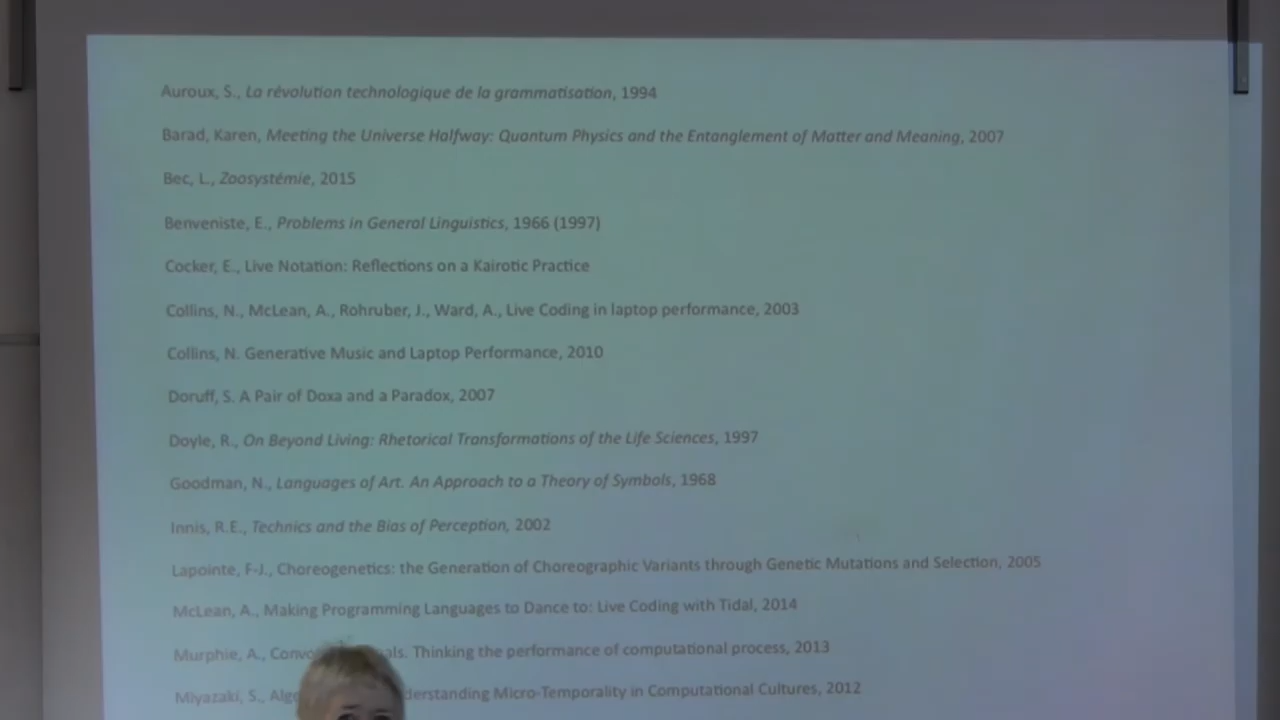 Auroux, S., La révolution technologique de la grammatisation, 1994
Barad, Karen, Meeting the Universe Halfway: Quantum Physics and the Entanglement of Matter and Meaning, 2007
Bec, L., Zoosystémie, 2015
Benveniste, E., Problems in General Linguistics, 1966 (1997)
Cocker, E., Live Notation: Reflections on a Kairotic Practice
Collins, N., McLean, A., Rohruber, J., Ward, A., Live Coding in laptop performance, 2003
Collins, N. Generative Music and Laptop Performance, 2010
Doruff, S. A Pair of Doxa and a Paradox, 2007
Doyle, R., On Beyond Living: Rhetorical Transformations of the Life Sciences, 1997
Goodman, N., Languages of Art. An Approach to a Theory of Symbols, 1968
Innis, R.E., Technics and the Bias of Perception, 2002
Lapointe, F-J., Choreogenetics: the Generation of Choreographic Variants through Genetic Mutations and Selection, 2005
McLean, A., Making Programming Languages to Dance to: Live Coding with Tidal, 2014
Murphie, A., Thinking the performance of computational process, 2013
Miyazaki, S., Micro-Temporality in Computational Cultures, 2012